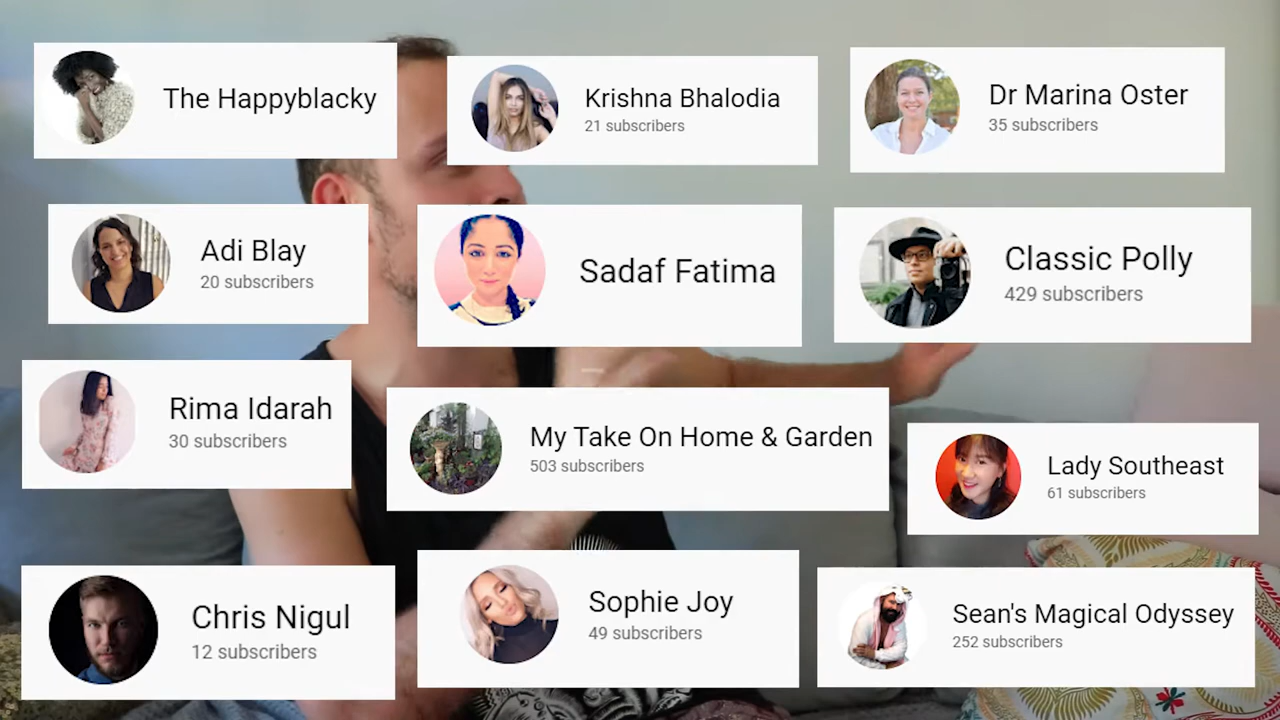 The Happyblacky
Krishna Bhalodia
21 subscribers
Dr Marina Oster
35 subscribers
Adi Blay
20 subscribers
Sadaf Fatima
Classic Polly
429 subscribers
Rima Idarah
30 subscribers
My Take On Home & Garden
503 subscribers
Lady Southeast
61 subscribers
Chris Nigul
12 subscribers
Sophie Joy
49 subscribers
Sean's Magical Odyssey
252 subscribers